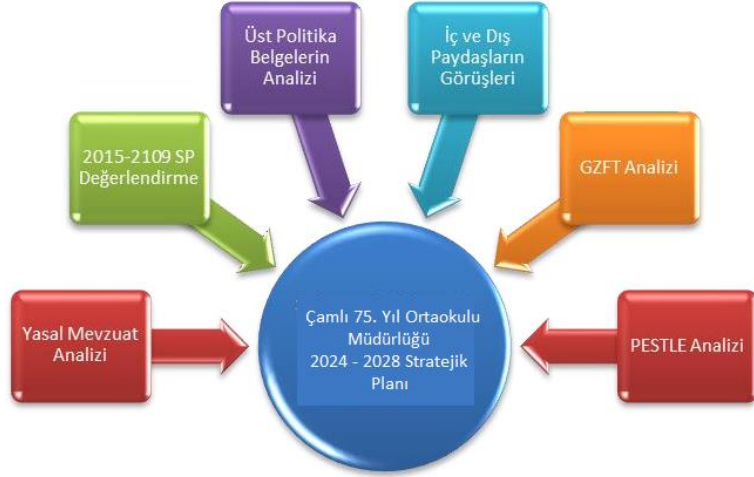 Üst Politika
Belgelerin
Analizi
İç ve Dış
Paydaşların
Görüşleri
2015-2109 SP
Değerlendirme
GZFT Analizi
Yasal Mevzuat
Analizi
Çamlı 75. Yıl Ortaokulu
Müdürlüğü
2024 - 2028 Stratejik
Planı
PESTLE Analizi